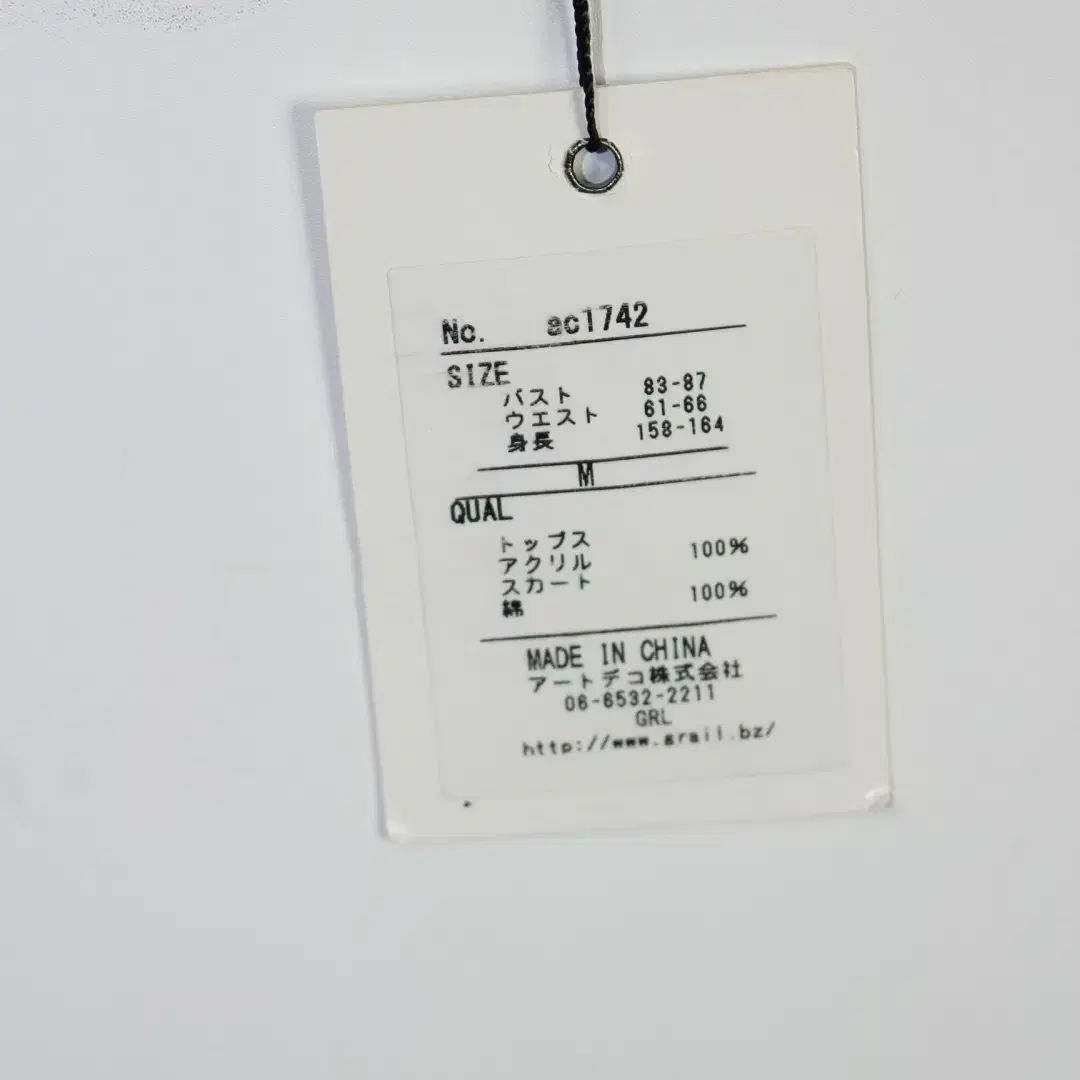 No. ac1742
SIZE
バスト 83-87
ウエスト 61-66
身長 158-164
M
QUAL
トップス
アクリル 100%
スカート
綿 100%
MADE IN CHINA
アートデコ株式会社
06-6532-2211
GRL
http://www.grail.bz/